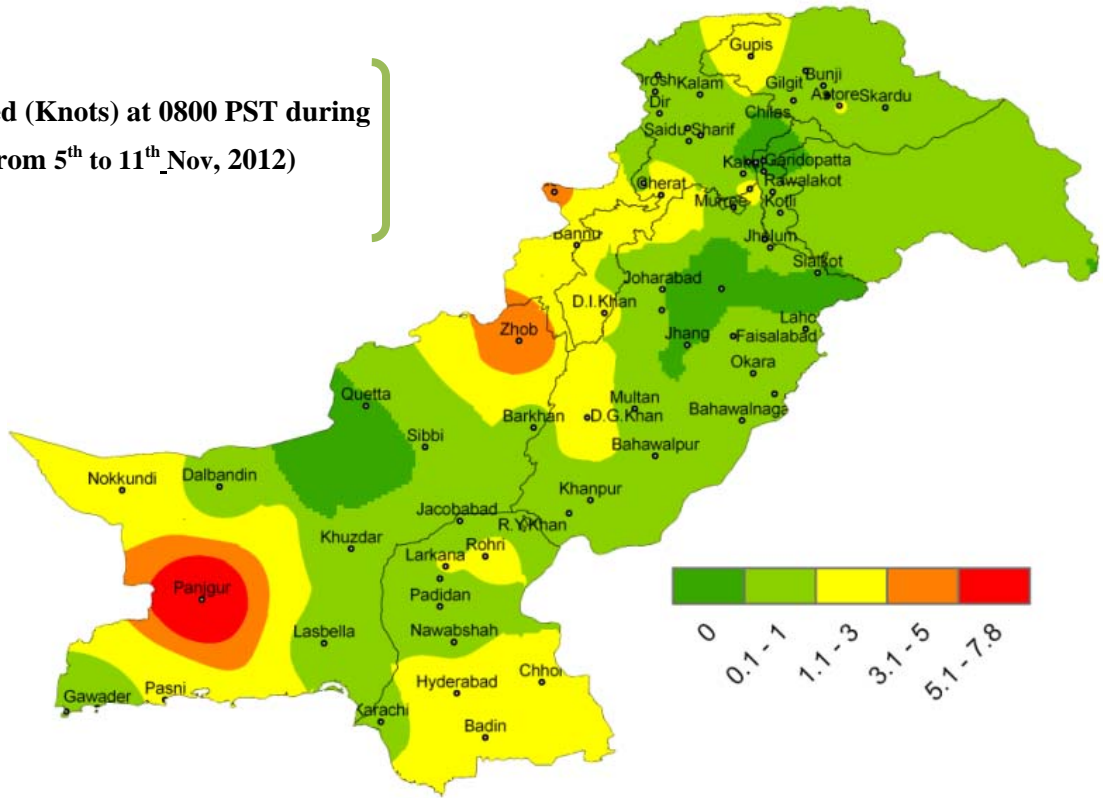 ed (Knots) at 0800 PST during
rom 5th to 11th Nov, 2012)
Gupis
Drosh Kalam Gilgit Bunji
Dir Astore Skardu
Chilas
Saidu Sharif
Kakul Garidopatta
Cherat Rawalakot
Murree Kotli
Bannu Jhelum
Sialkot
Joharabad
D.I.Khan
Zhob Laho
Jhang Faisalabad
Okara
Quetta Multan
Barkhan D.G.Khan Bahawalnaga
Sibbi Bahawalpur
Nokkundi Dalbandin
Khanpur
Jacobabad
R.Y.Khan
Khuzdar Rohri
Larkana
Panjgur
Padidan
Lasbella Nawabshah
Chhor
Gawader Pasni Hyderabad
Karachi
Badin
0
0.1 - 1
1.1 - 3
3.1 - 5
5.1 - 7.8